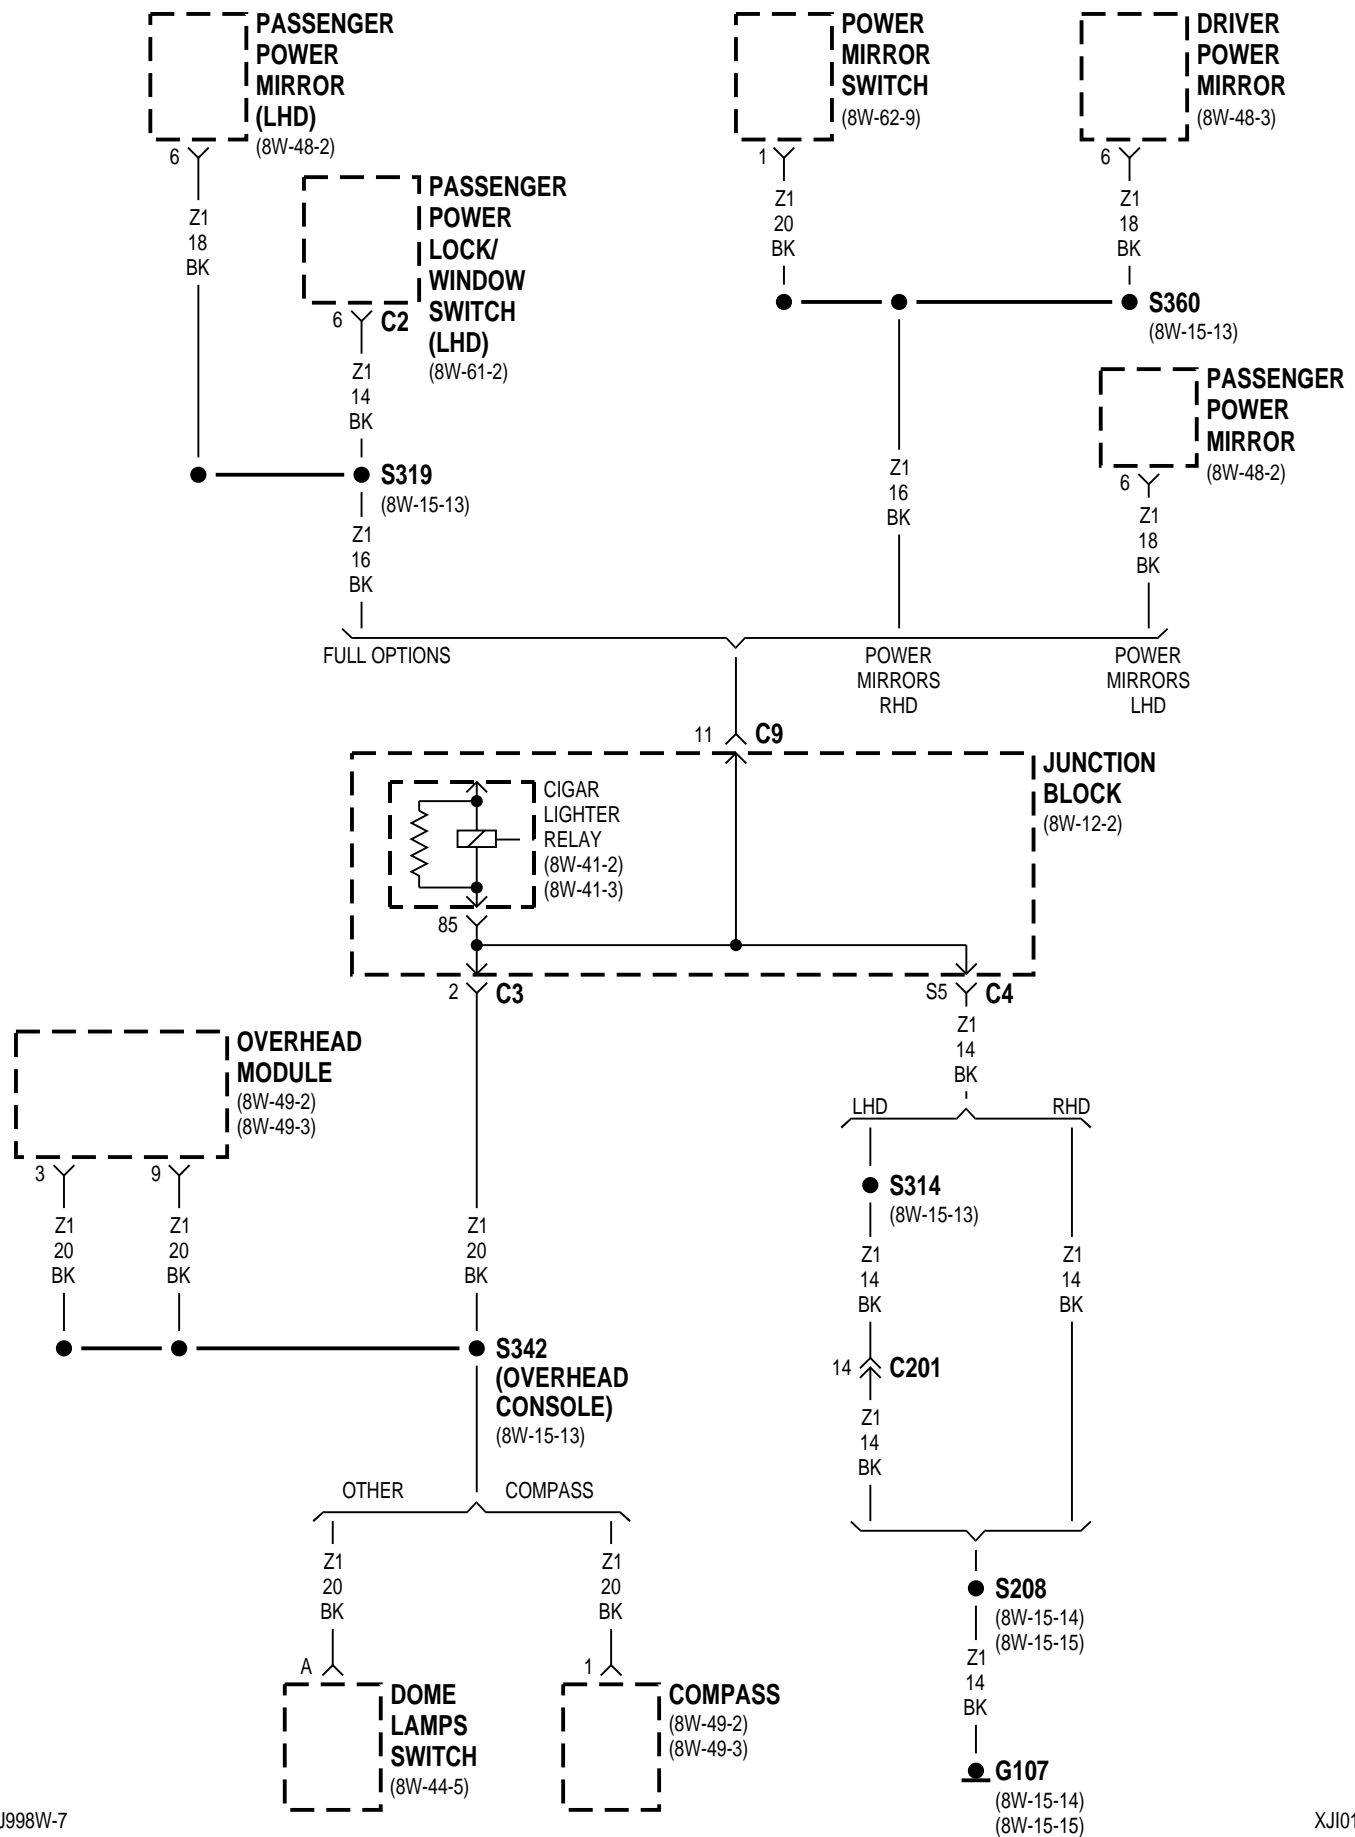 PASSENGER
POWER
MIRROR
(LHD)
(8W-48-2)
6
Z1
18
BK
PASSENGER
POWER
LOCK/
WINDOW
SWITCH
(LHD)
(8W-61-2)
6
C2
Z1
14
BK
S319
(8W-15-13)
Z1
16
BK
POWER
MIRROR
SWITCH
(8W-62-9)
1
Z1
20
BK
DRIVER
POWER
MIRROR
(8W-48-3)
6
Z1
18
BK
S360
(8W-15-13)
Z1
16
BK
PASSENGER
POWER
MIRROR
(8W-48-2)
6
Z1
18
BK
FULL OPTIONS
POWER
MIRRORS
RHD
POWER
MIRRORS
LHD
11
C9
JUNCTION
BLOCK
(8W-12-2)
CIGAR
LIGHTER
RELAY
(8W-41-2)
(8W-41-3)
85
2
C3
S5
C4
Z1
14
BK
OVERHEAD
MODULE
(8W-49-2)
(8W-49-3)
3
9
Z1
20
BK
Z1
20
BK
Z1
20
BK
S342
(OVERHEAD
CONSOLE)
(8W-15-13)
LHD
RHD
S314
(8W-15-13)
Z1
14
BK
Z1
14
BK
14
C201
Z1
14
BK
OTHER
COMPASS
Z1
20
BK
Z1
20
BK
A
DOME
LAMPS
SWITCH
(8W-44-5)
1
COMPASS
(8W-49-2)
(8W-49-3)
S208
(8W-15-14)
(8W-15-15)
Z1
14
BK
G107
(8W-15-14)
(8W-15-15)
J998W-7
XJI01